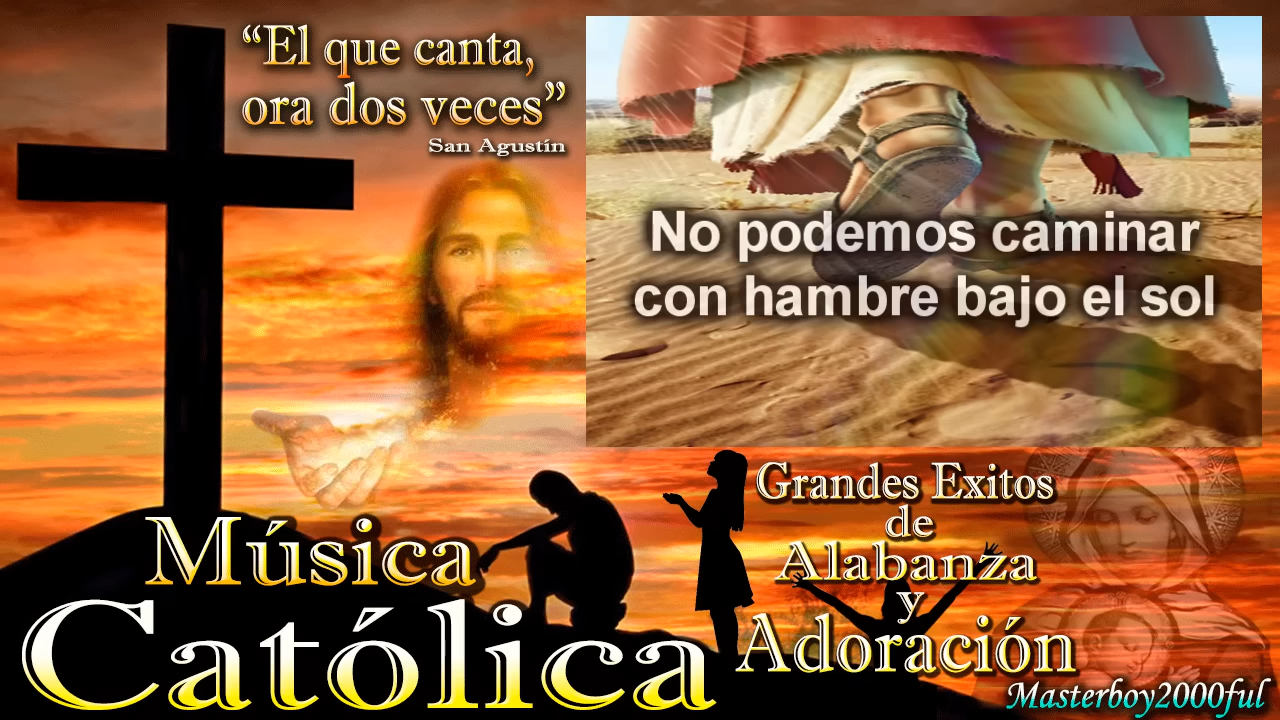 “El que canta,
ora dos veces”
San Agustín
No podemos caminar
con hambre bajo el sol
Música
Católica
Grandes Exitos
de
Alabanza
y
Adoración
Masterboy2000ful